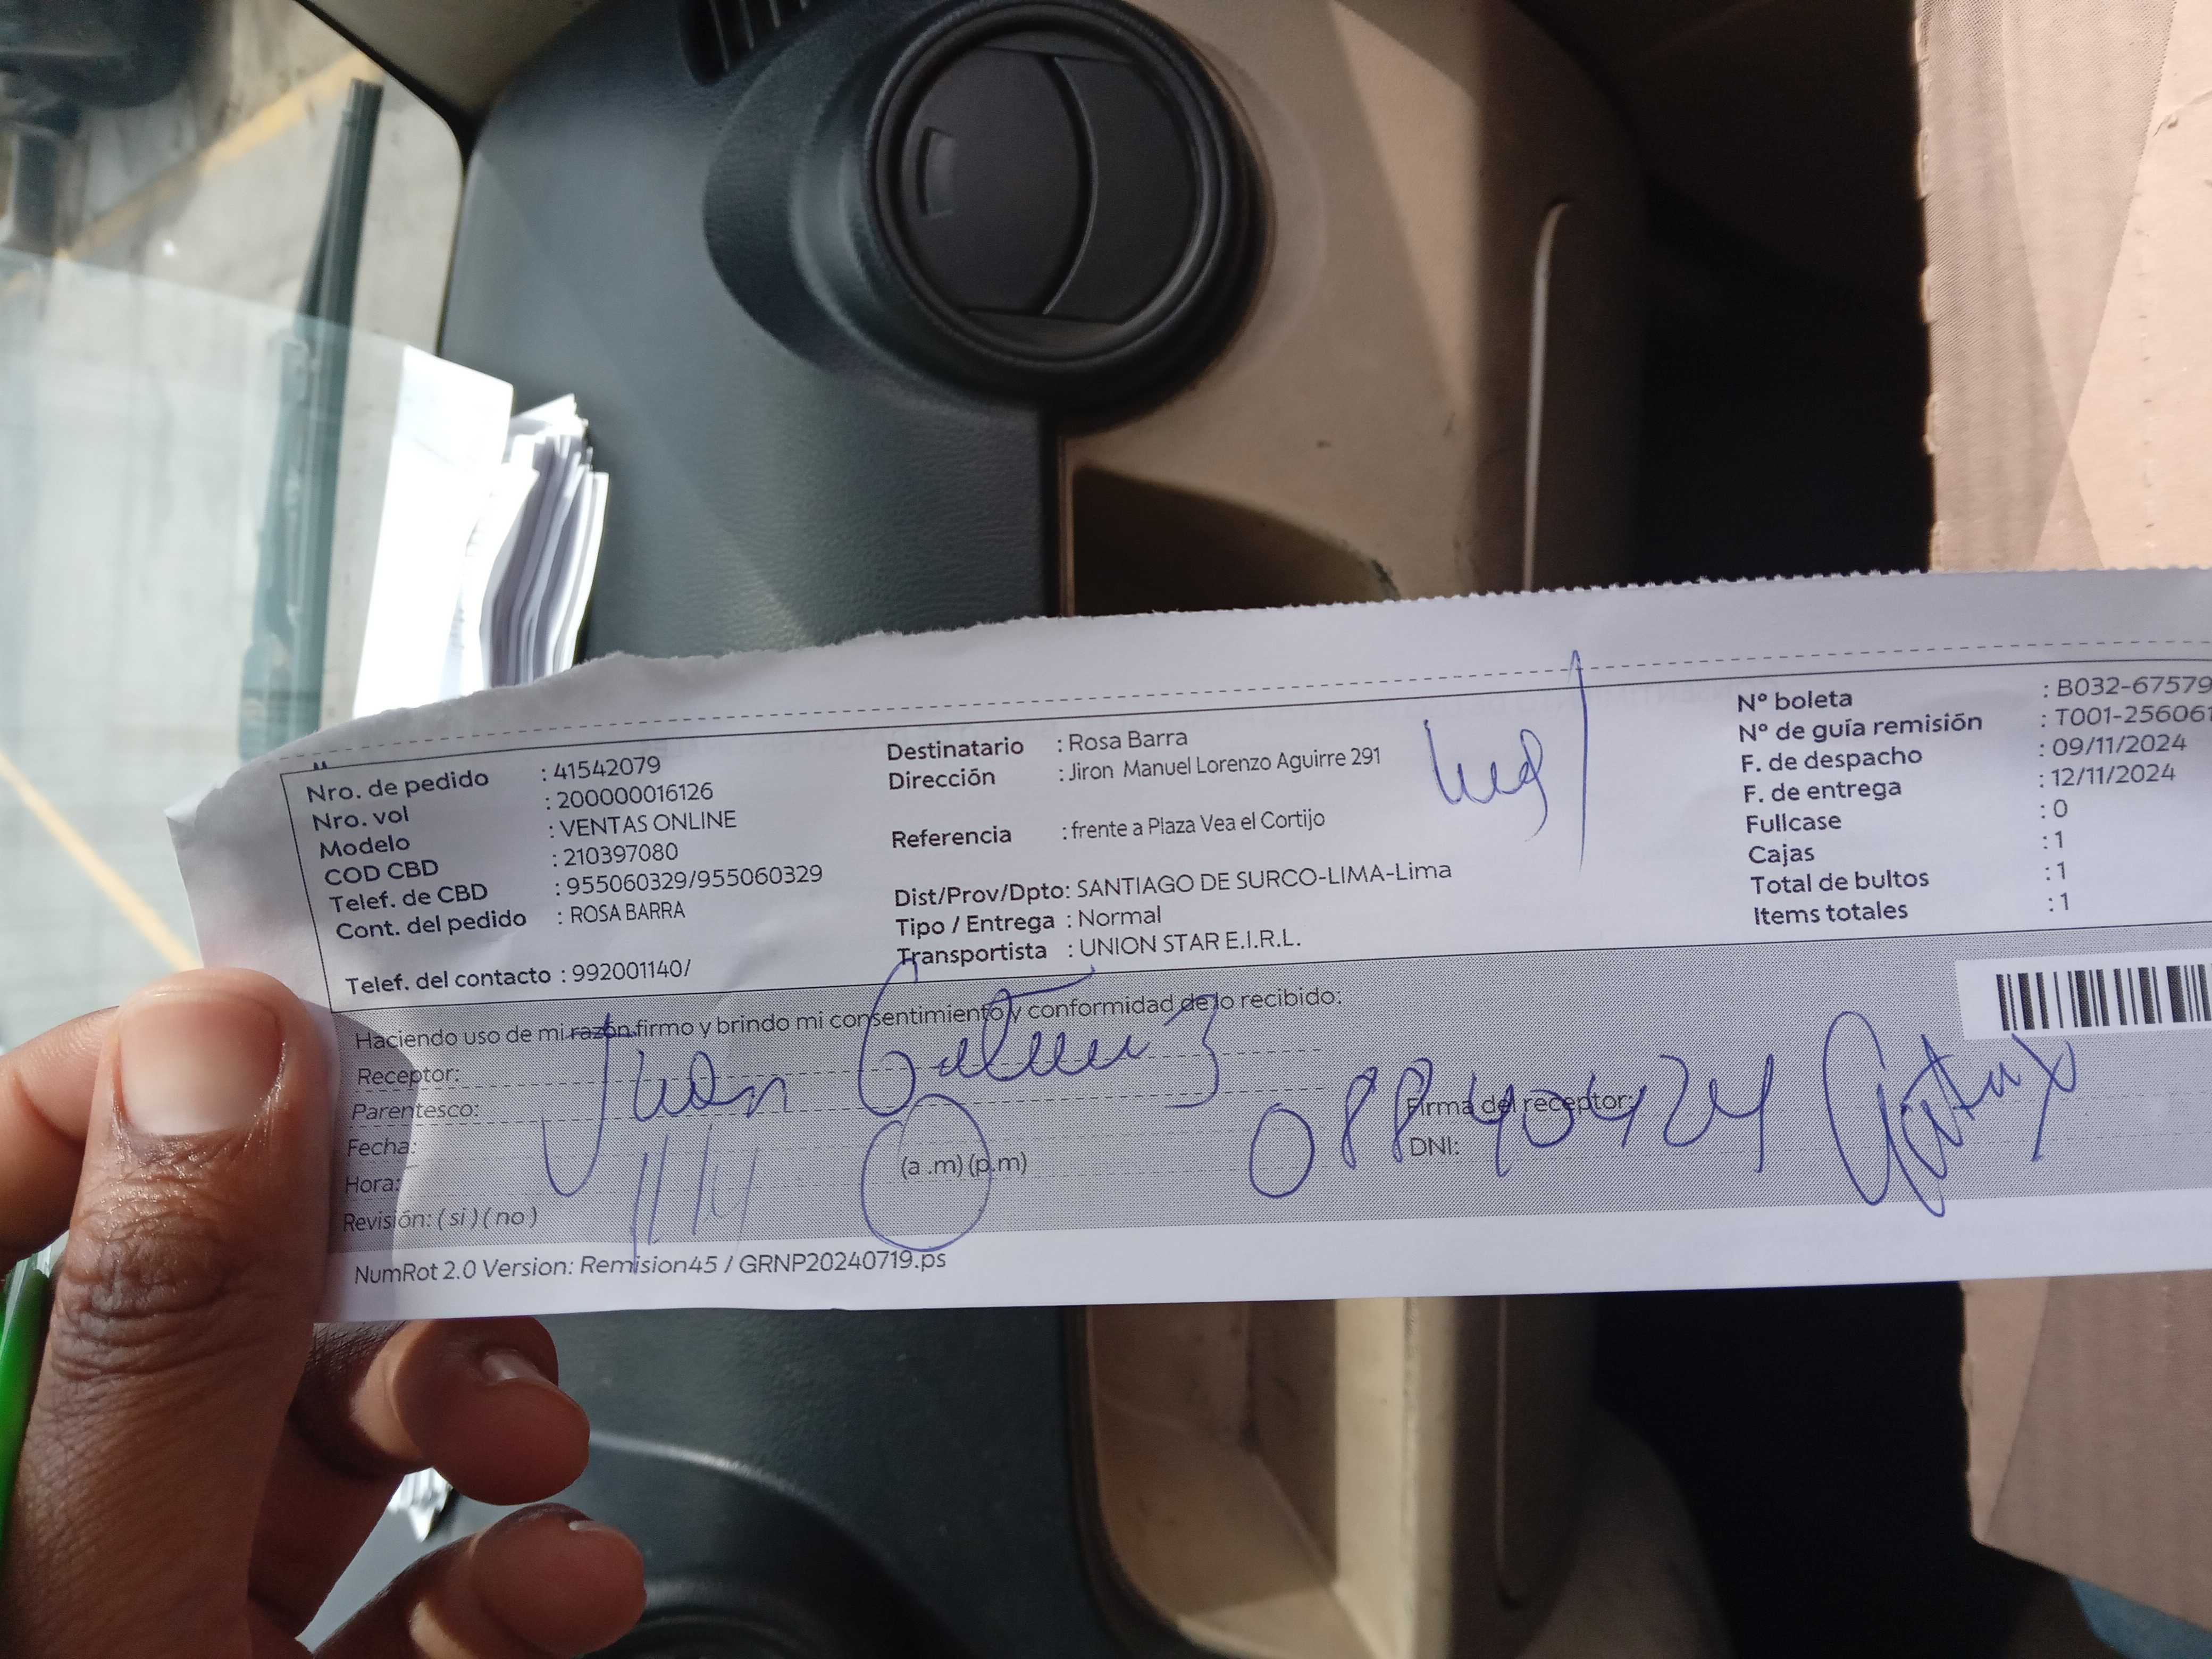 Nro. de pedido : 41542079
Nro. vol : 200000016126
Modelo : VENTAS ONLINE
COD CBD : 210397080
Telef. de CBD : 955060329/955060329
Cont. del pedido : ROSA BARRA
Telef. del contacto : 992001140/
Destinatario : Rosa Barra
Dirección : Jiron Manuel Lorenzo Aguirre 291
Referencia : frente a Plaza Vea el Cortijo
Dist/Prov/Dpto: SANTIAGO DE SURCO-LIMA-Lima
Tipo / Entrega : Normal
Transportista : UNION STAR E.I.R.L.
Nº boleta : B032-67579
Nº de guía remisión : T001-256061
F. de despacho : 09/11/2024
F. de entrega : 12/11/2024
Fullcase : 0
Cajas : 1
Total de bultos : 1
Items totales : 1
Haciendo uso de mi razón firmo y brindo mi consentimiento y conformidad de lo recibido:
Receptor: Juan
Parentesco:
Fecha:
Hora: (a .m) (p.m)
Revisión: ( si ) ( no )
Firma del receptor:
DNI: 08840424
NumRot 2.0 Version: Remision45 / GRNP20240719.ps